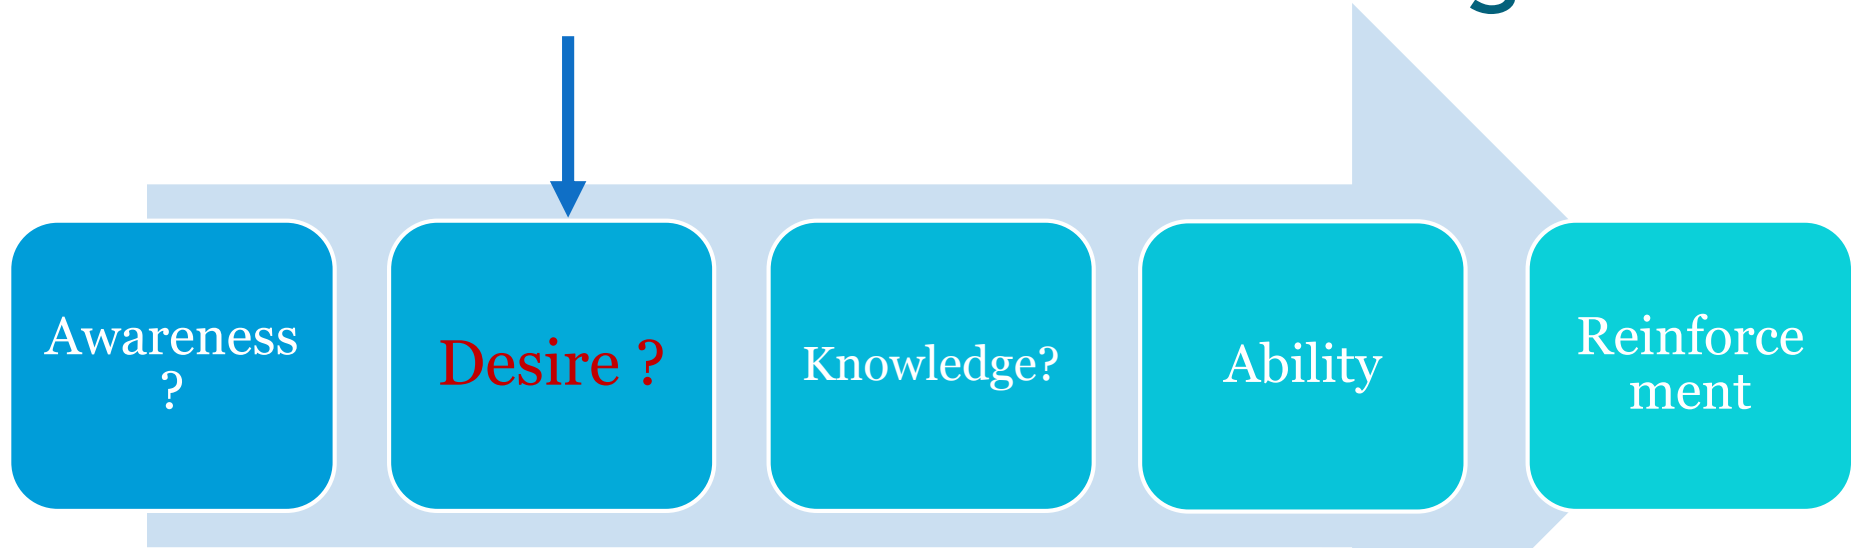 Awareness
?
Desire ?
Knowledge?
Ability
Reinforce
ment